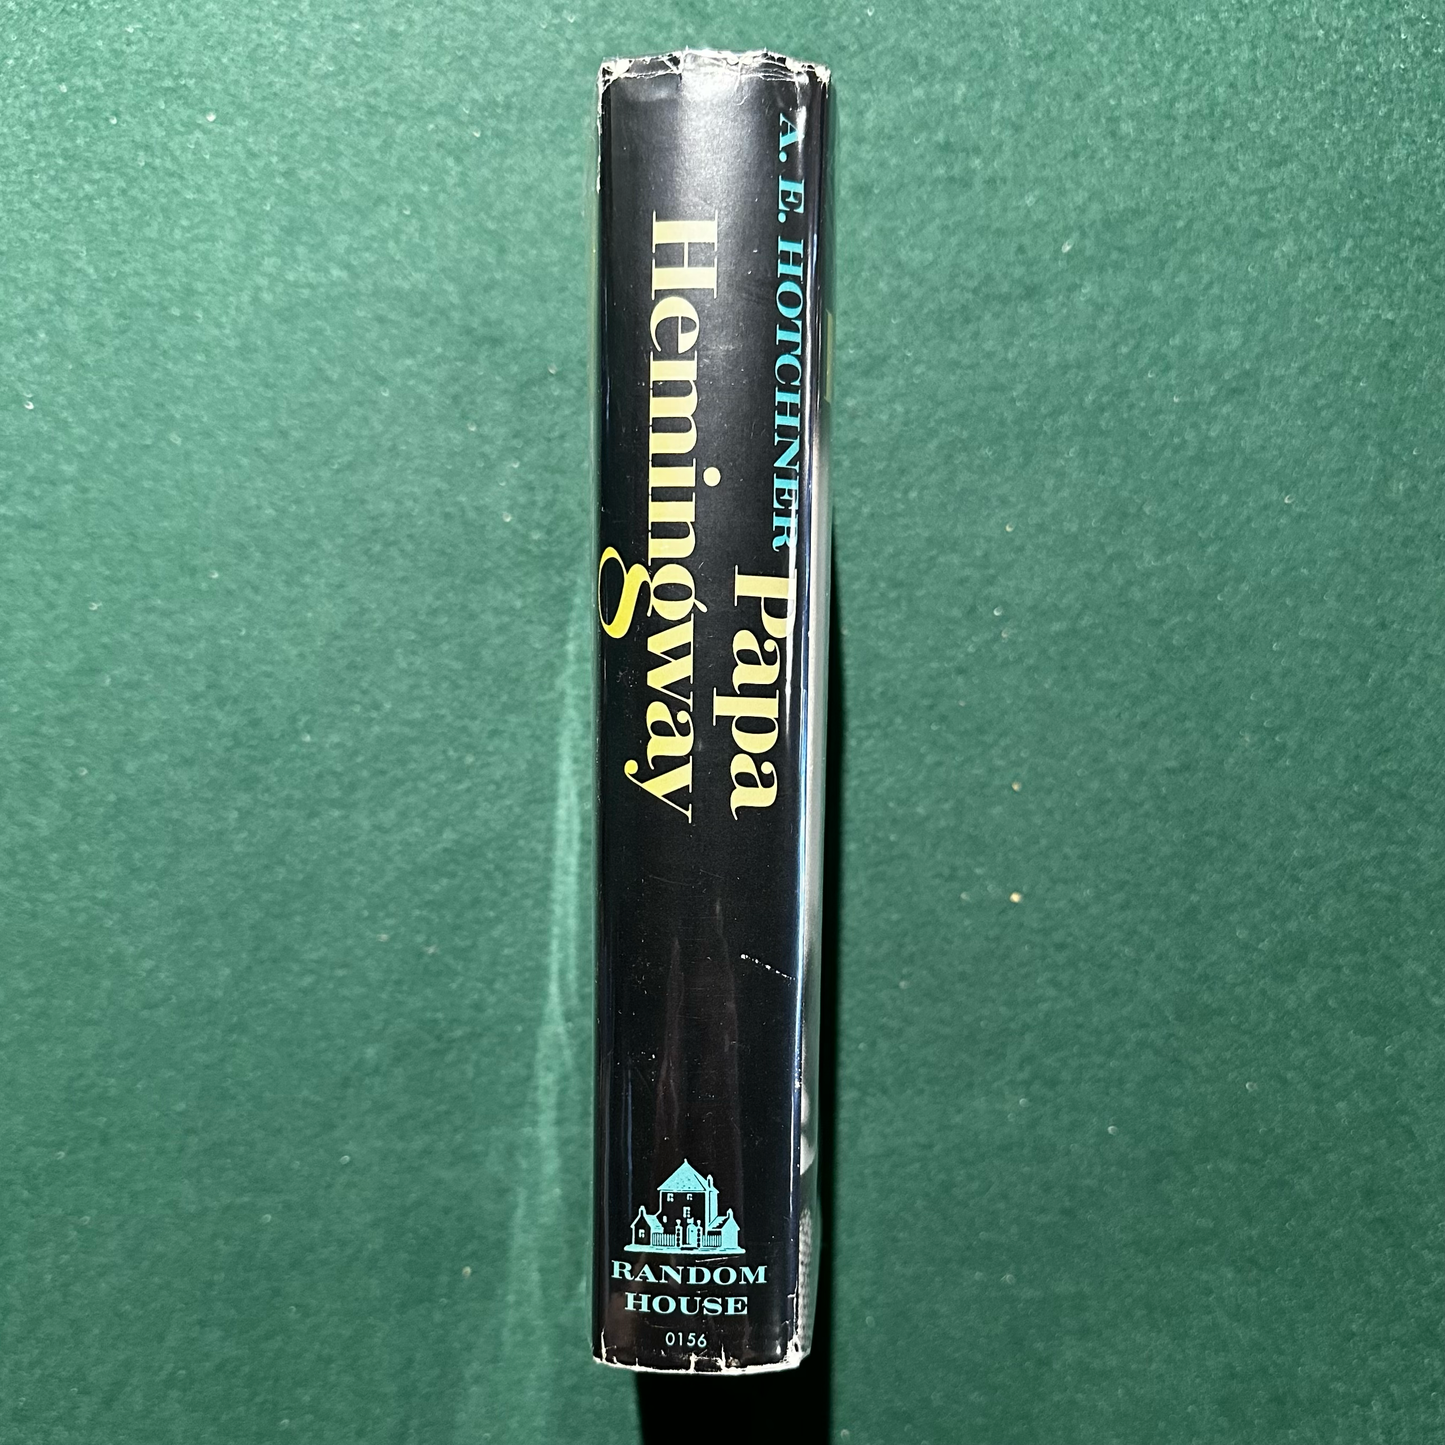 A. E. HOTCHNER
Papa
Hemingway
RANDOM
HOUSE
0156